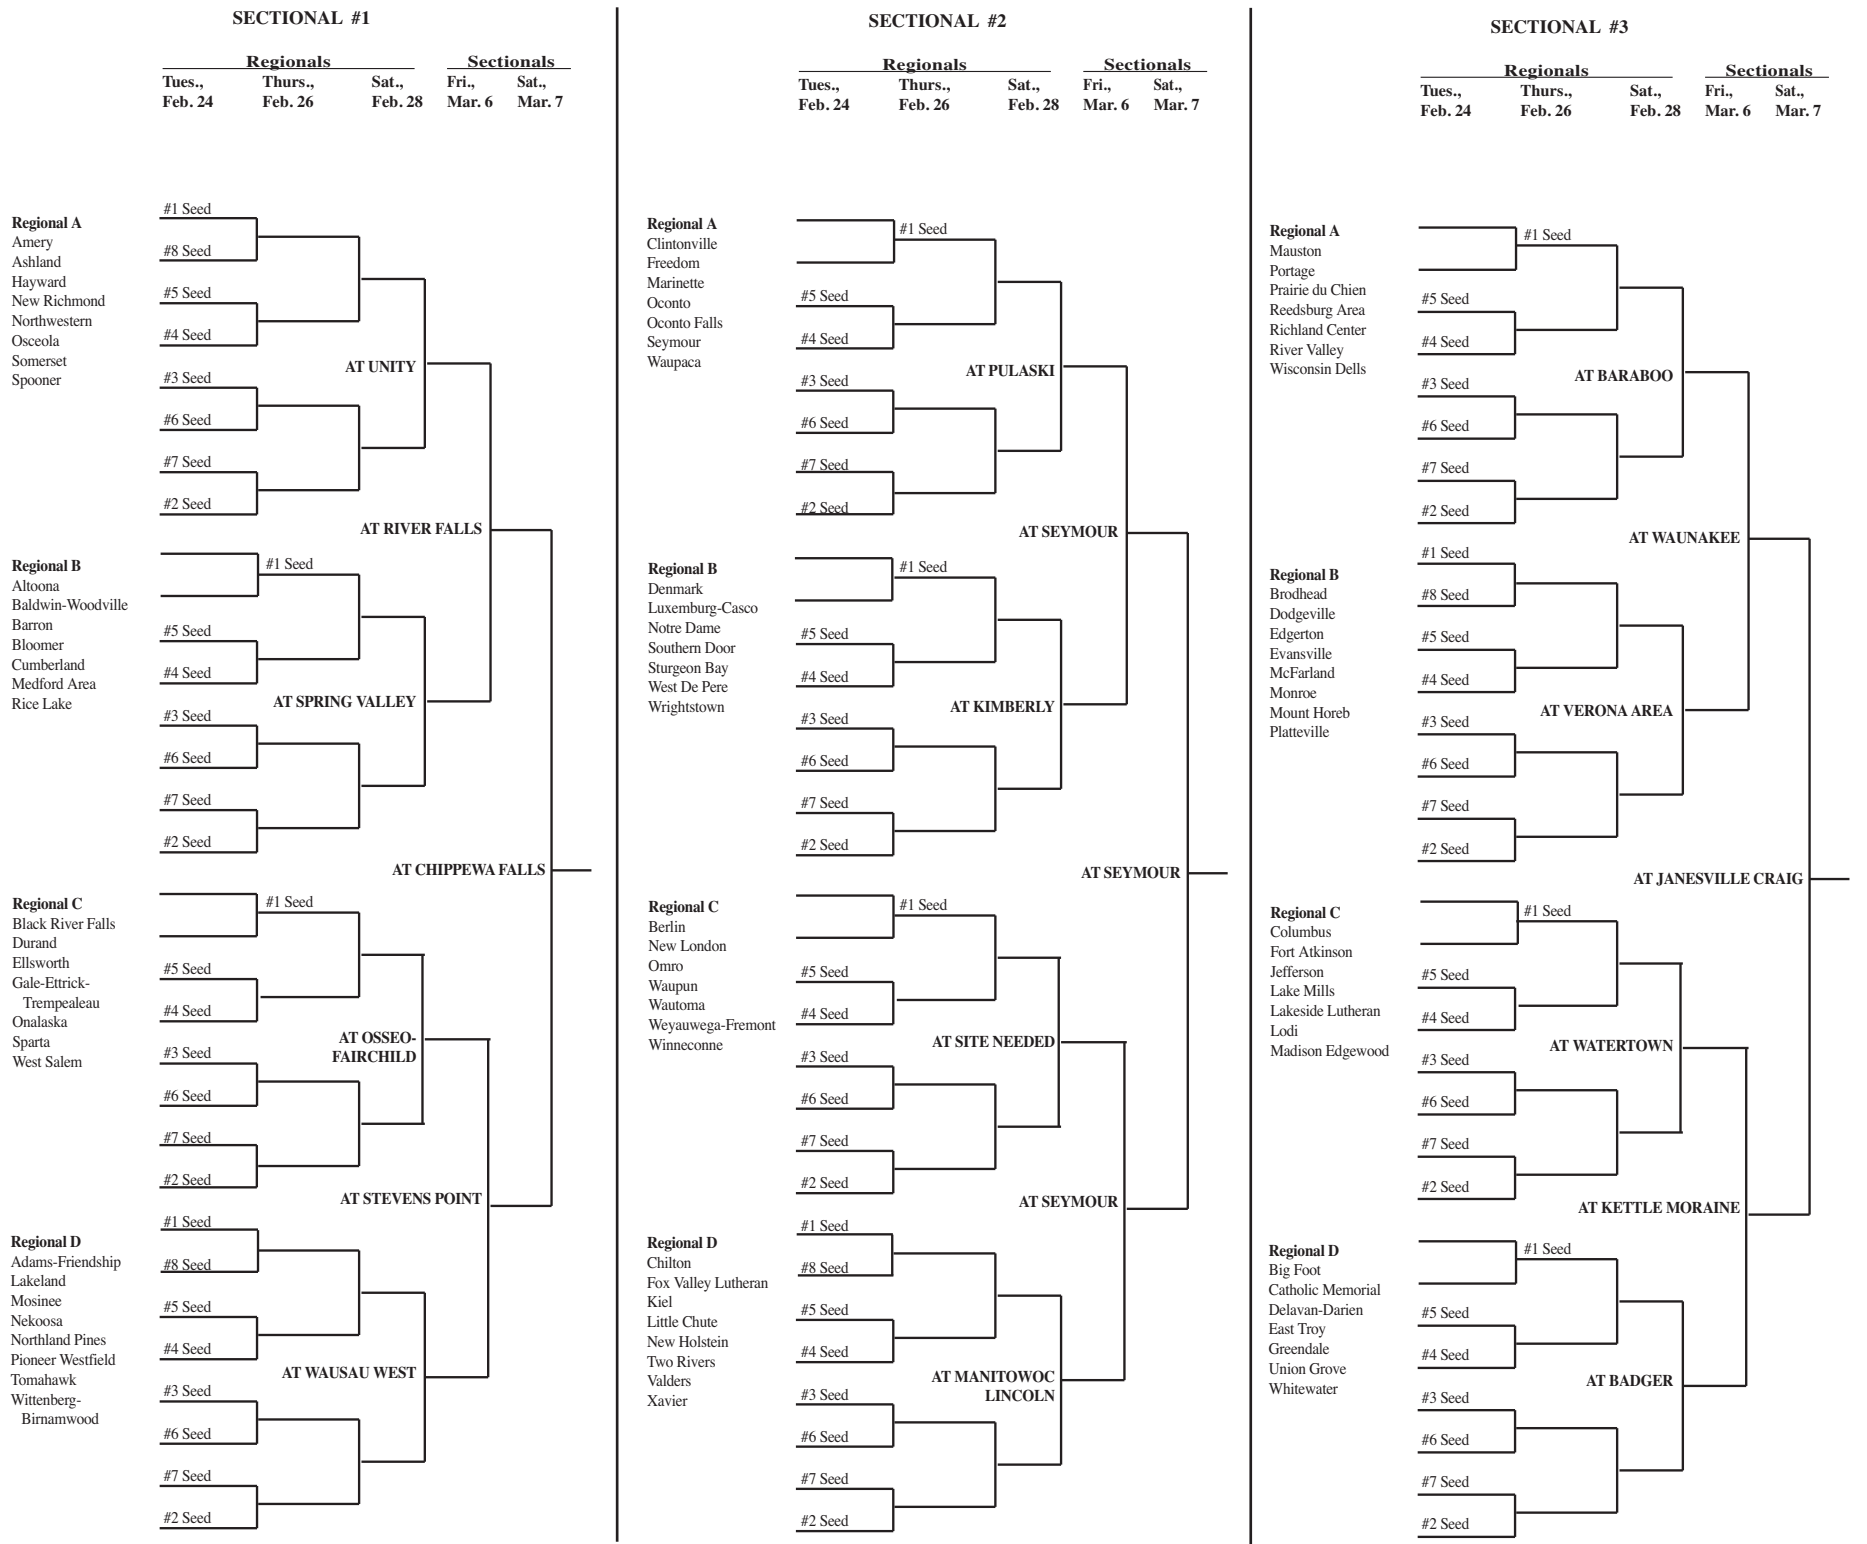 SECTIONAL #1
Regionals
Sectionals
Tues.,
Feb. 24
Thurs.,
Feb. 26
Sat.,
Feb. 28
Fri.,
Mar. 6
Sat.,
Mar. 7
Regional A
Amery
Ashland
Hayward
New Richmond
Northwestern
Osceola
Somerset
Spooner
#1 Seed
#8 Seed
#5 Seed
#4 Seed
AT UNITY
#3 Seed
#6 Seed
#7 Seed
#2 Seed
AT RIVER FALLS
Regional B
Altoona
Baldwin-Woodville
Barron
Bloomer
Cumberland
Medford Area
Rice Lake
#1 Seed
#5 Seed
#4 Seed
AT SPRING VALLEY
#3 Seed
#6 Seed
#7 Seed
#2 Seed
AT CHIPPEWA FALLS
Regional C
Black River Falls
Durand
Ellsworth
Gale-Ettrick-
Trempealeau
Onalaska
Sparta
West Salem
#1 Seed
#5 Seed
#4 Seed
AT OSSEO-
FAIRCHILD
#3 Seed
#6 Seed
#7 Seed
#2 Seed
AT STEVENS POINT
Regional D
Adams-Friendship
Lakeland
Mosinee
Nekoosa
Northland Pines
Pioneer Westfield
Tomahawk
Wittenberg-
Birnamwood
#1 Seed
#8 Seed
#5 Seed
#4 Seed
AT WAUSAU WEST
#3 Seed
#6 Seed
#7 Seed
#2 Seed
SECTIONAL #2
Regionals
Sectionals
Tues.,
Feb. 24
Thurs.,
Feb. 26
Sat.,
Feb. 28
Fri.,
Mar. 6
Sat.,
Mar. 7
Regional A
Clintonville
Freedom
Marinette
Oconto
Oconto Falls
Seymour
Waupaca
#1 Seed
#5 Seed
#4 Seed
AT PULASKI
#3 Seed
#6 Seed
#7 Seed
#2 Seed
AT SEYMOUR
Regional B
Denmark
Luxemburg-Casco
Notre Dame
Southern Door
Sturgeon Bay
West De Pere
Wrightstown
#1 Seed
#5 Seed
#4 Seed
AT KIMBERLY
#3 Seed
#6 Seed
#7 Seed
#2 Seed
AT SEYMOUR
Regional C
Berlin
New London
Omro
Waupun
Wautoma
Weyauwega-Fremont
Winneconne
#1 Seed
#5 Seed
#4 Seed
AT SITE NEEDED
#3 Seed
#6 Seed
#7 Seed
#2 Seed
AT SEYMOUR
Regional D
Chilton
Fox Valley Lutheran
Kiel
Little Chute
New Holstein
Two Rivers
Valders
Xavier
#1 Seed
#8 Seed
#5 Seed
#4 Seed
AT MANITOWOC
LINCOLN
#3 Seed
#6 Seed
#7 Seed
#2 Seed
SECTIONAL #3
Regionals
Sectionals
Tues.,
Feb. 24
Thurs.,
Feb. 26
Sat.,
Feb. 28
Fri.,
Mar. 6
Sat.,
Mar. 7
Regional A
Mauston
Portage
Prairie du Chien
Reedsburg Area
Richland Center
River Valley
Wisconsin Dells
#1 Seed
#5 Seed
#4 Seed
AT BARABOO
#3 Seed
#6 Seed
#7 Seed
#2 Seed
AT WAUNAKEE
Regional B
Brodhead
Dodgeville
Edgerton
Evansville
McFarland
Monroe
Mount Horeb
Platteville
#1 Seed
#8 Seed
#5 Seed
#4 Seed
AT VERONA AREA
#3 Seed
#6 Seed
#7 Seed
#2 Seed
AT JANESVILLE CRAIG
Regional C
Columbus
Fort Atkinson
Jefferson
Lake Mills
Lakeside Lutheran
Lodi
Madison Edgewood
#1 Seed
#5 Seed
#4 Seed
AT WATERTOWN
#3 Seed
#6 Seed
#7 Seed
#2 Seed
AT KETTLE MORAINE
Regional D
Big Foot
Catholic Memorial
Delavan-Darien
East Troy
Greendale
Union Grove
Whitewater
#1 Seed
#5 Seed
#4 Seed
AT BADGER
#3 Seed
#6 Seed
#7 Seed
#2 Seed